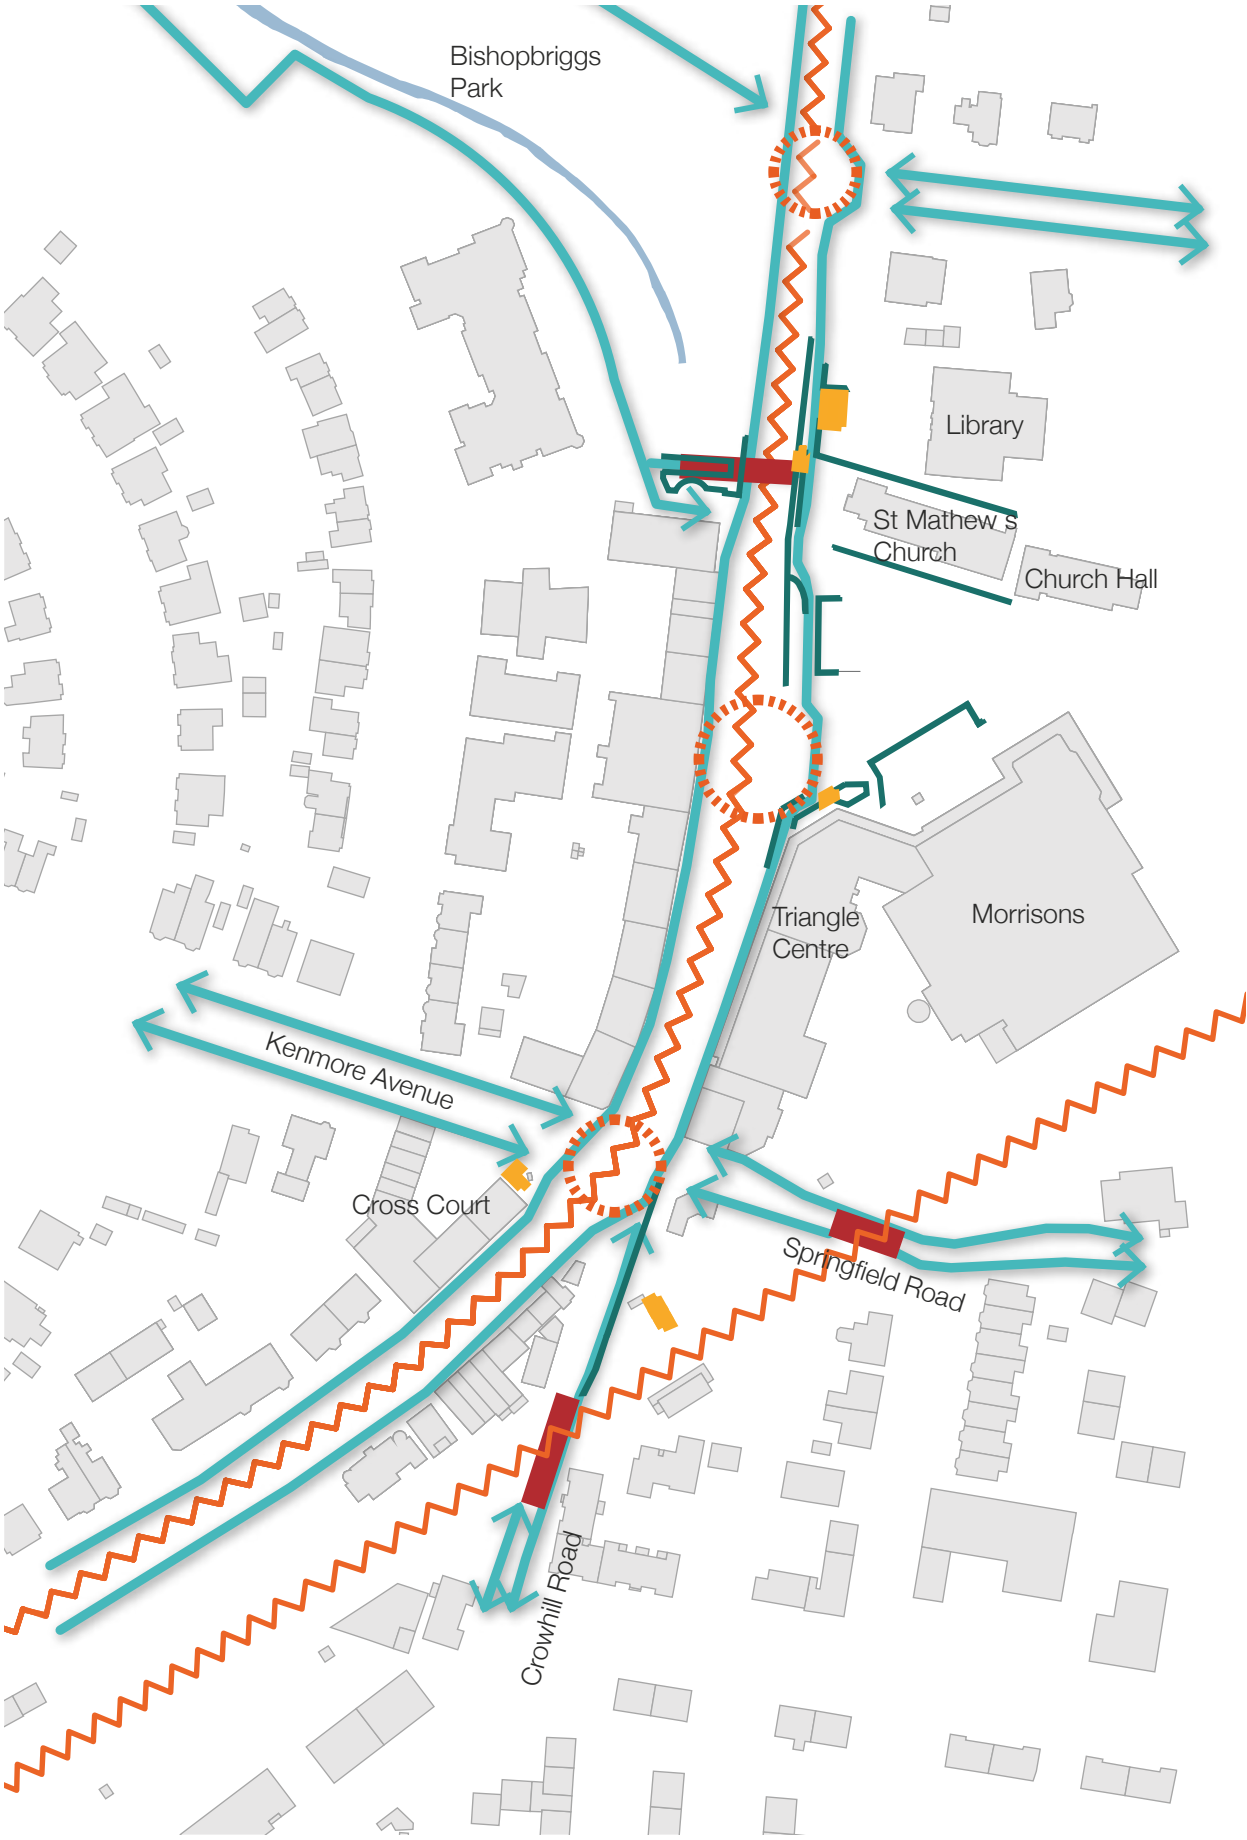 Bishopbriggs
Park
Library
St Mathew s
Church
Church Hall
Triangle
Centre
Morrisons
Kenmore Avenue
Cross Court
Springfield Road
Crowhill Road